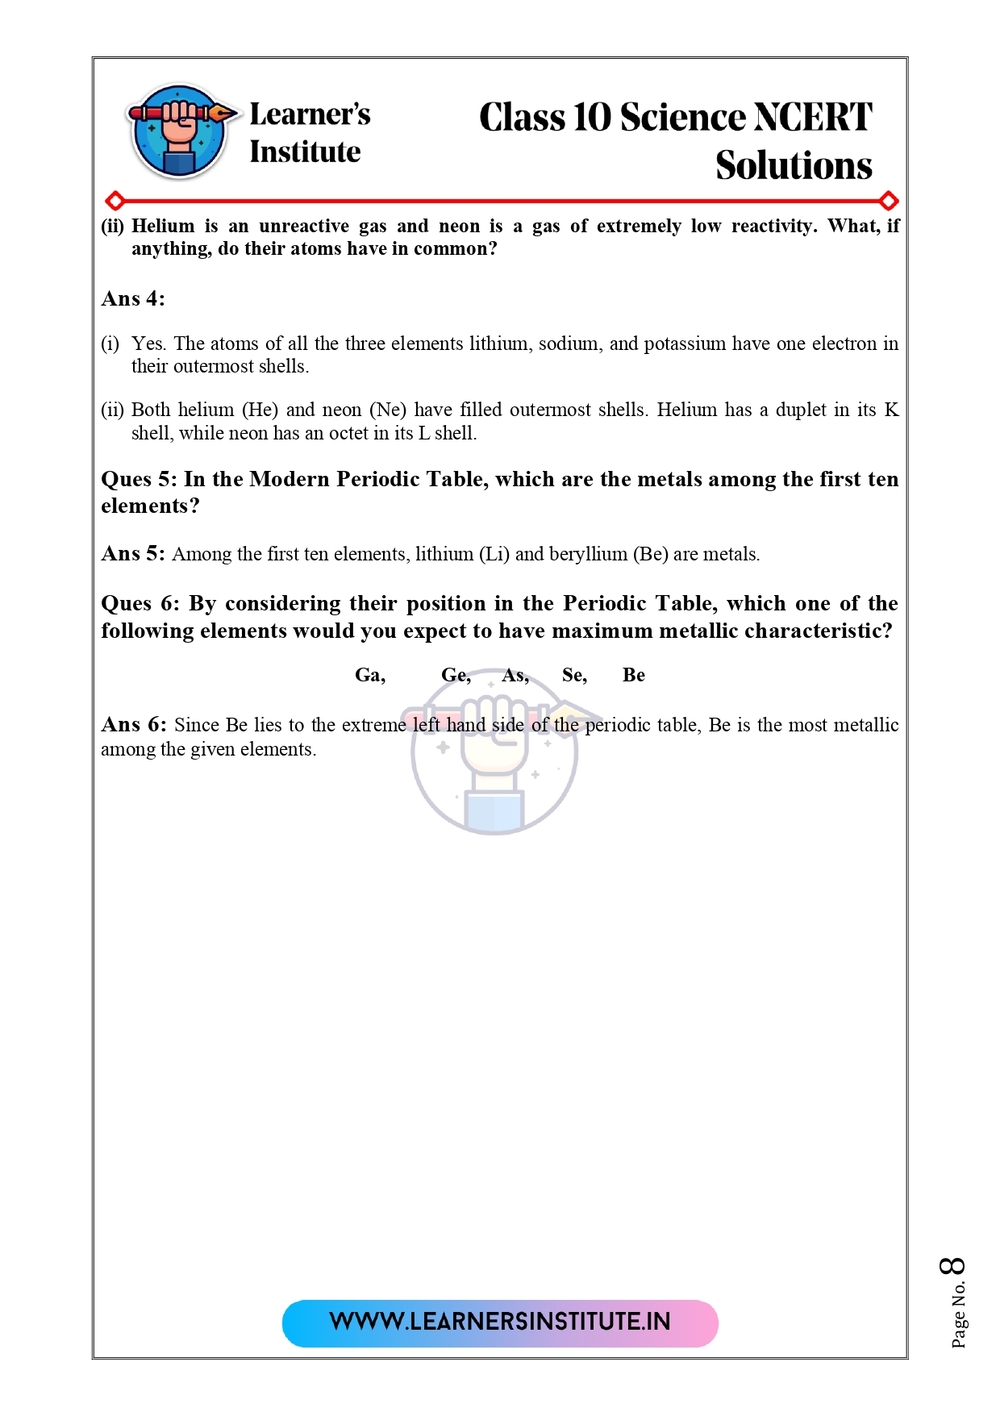 Learner's
Institute
Class 10 Science NCERT
Solutions
(ii) Helium is an unreactive gas and neon is a gas of extremely low reactivity. What, if
anything, do their atoms have in common?
Ans 4:
(i) Yes. The atoms of all the three elements lithium, sodium, and potassium have one electron in
their outermost shells.
(ii) Both helium (He) and neon (Ne) have filled outermost shells. Helium has a duplet in its K
shell, while neon has an octet in its L shell.
Ques 5: In the Modern Periodic Table, which are the metals among the first ten
elements?
Ans 5: Among the first ten elements, lithium (Li) and beryllium (Be) are metals.
Ques 6: By considering their position in the Periodic Table, which one of the
following elements would you expect to have maximum metallic characteristic?
Ga, Ge, As, Se, Be
Ans 6: Since Be lies to the extreme left hand side of the periodic table, Be is the most metallic
among the given elements.
WWW.LEARNERSINSTITUTE.IN
Page No. 8